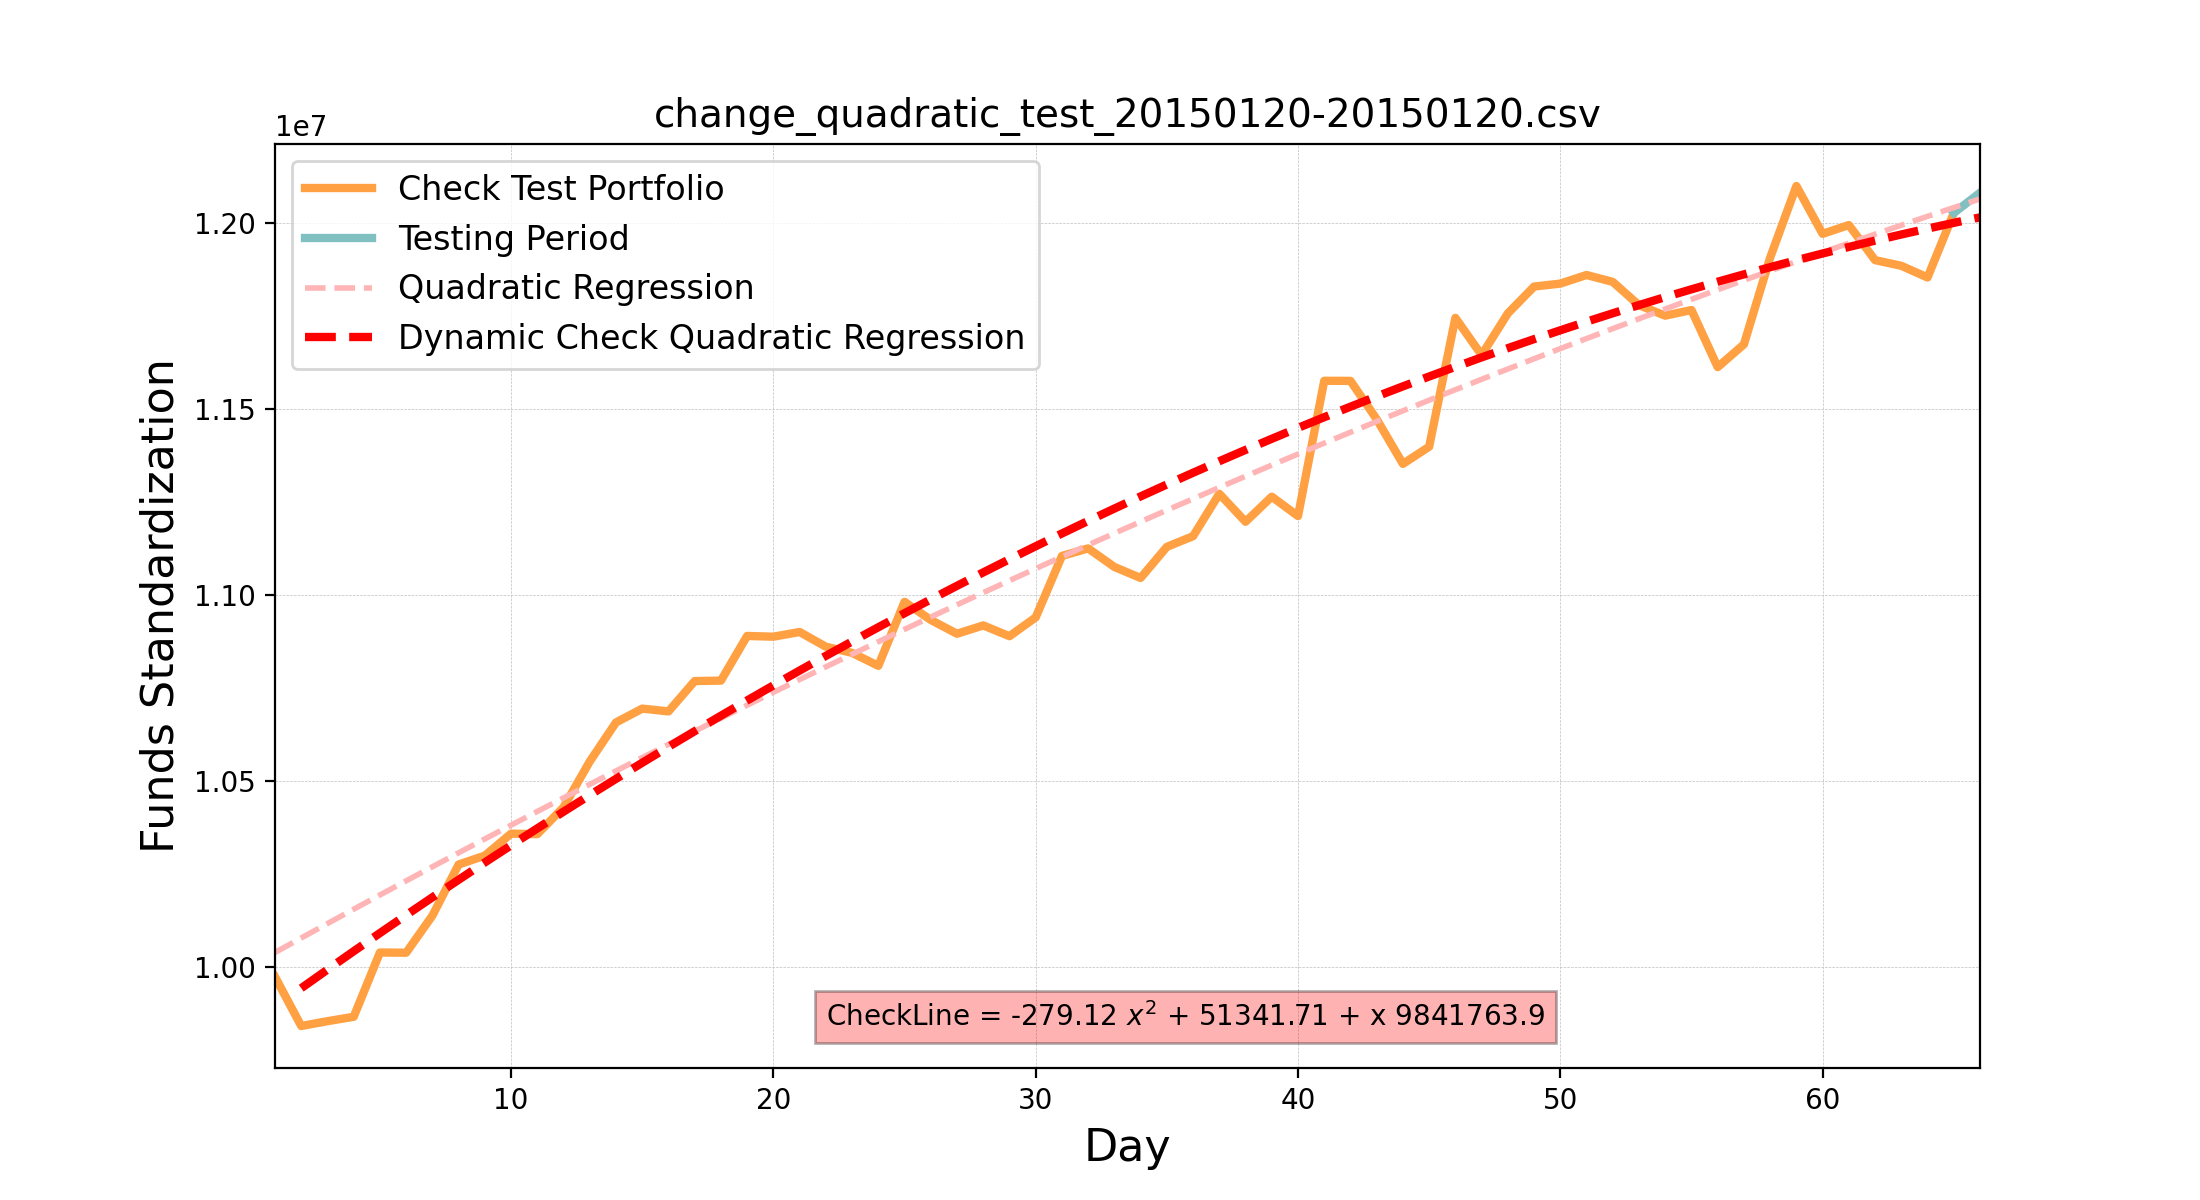 change_quadratic_test_20150120-20150120.csv
1e7
Check Test Portfolio
Testing Period
Quadratic Regression
Dynamic Check Quadratic Regression
Funds Standardization
1.20
1.15
1.10
1.05
1.00
CheckLine = -279.12 x² + 51341.71 + x 9841763.9
10 20 30 40 50 60
Day